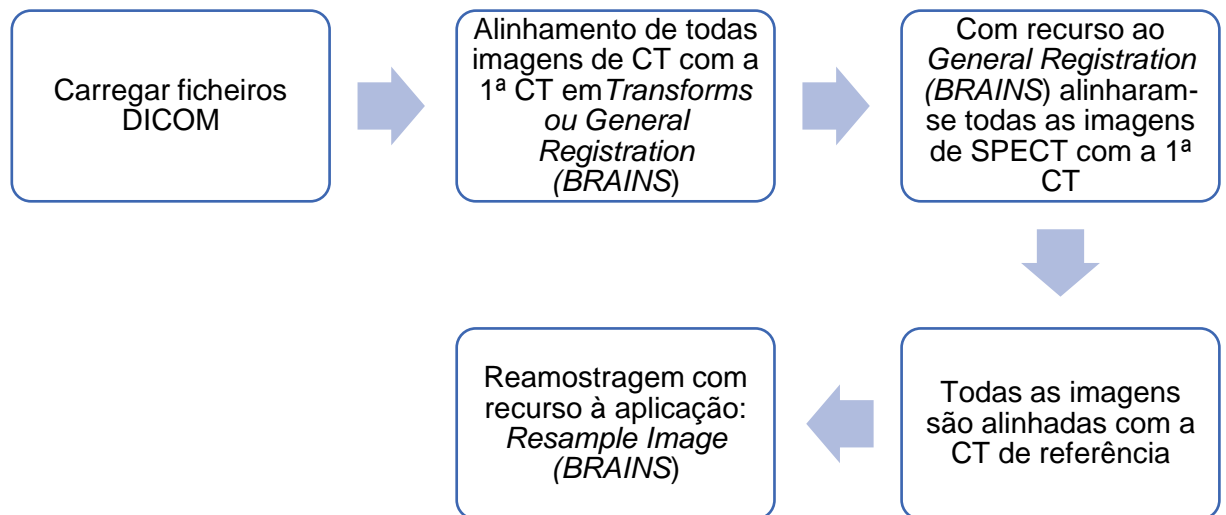 Carregar ficheiros
DICOM
Alinhamento de todas
imagens de CT com a
1ª CT em Transforms
ou General
Registration
(BRAINS)
Com recurso ao
General Registration
(BRAINS) alinharam-
se todas as imagens
de SPECT com a 1ª
CT
Todas as imagens
são alinhadas com a
CT de referência
Reamostragem com
recurso à aplicação:
Resample Image
(BRAINS)